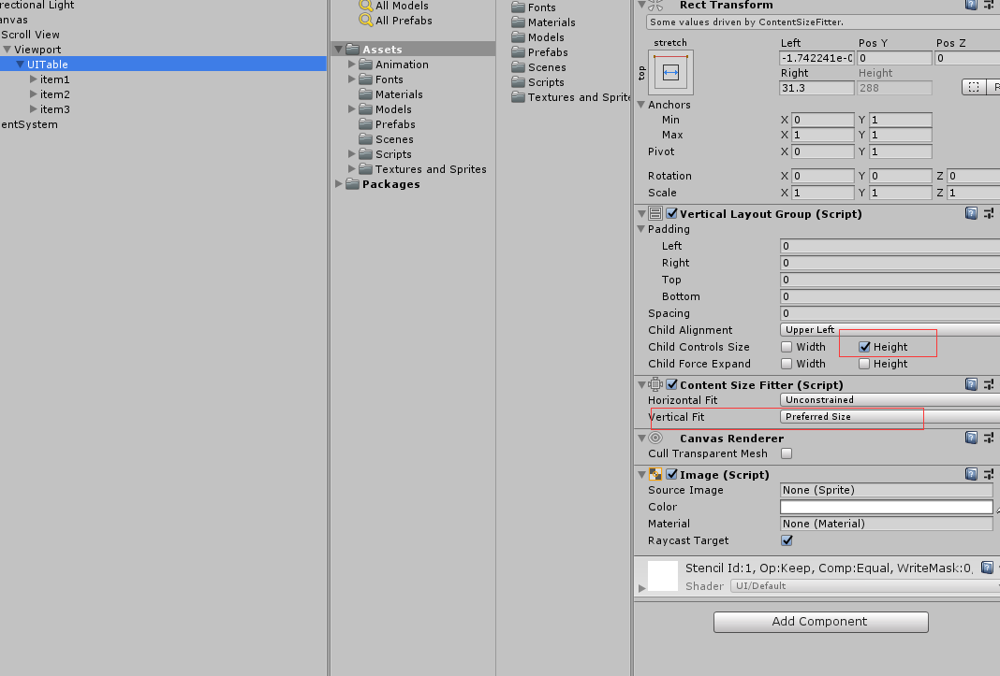 rectional Light
anvas
Scroll View
Viewport
UITable
item1
item2
item3
entSystem
All Models
All Prefabs
Assets
Animation
Fonts
Materials
Models
Prefabs
Scenes
Scripts
Textures and Sprites
Packages
Fonts
Materials
Models
Prefabs
Scenes
Scripts
Textures and Sprite
Rect Transform
Some values driven by ContentSizeFitter.
stretch
top
Left Pos Y Pos Z
-1.742241e-0 0 0
Right Height
31.3 288
R
Anchors
Min X 0 Y 1
Max X 1 Y 1
Pivot X 0 Y 1
Rotation X 0 Y 0 Z 0
Scale X 1 Y 1 Z 1
Vertical Layout Group (Script)
Padding
Left 0
Right 0
Top 0
Bottom 0
Spacing 0
Child Alignment Upper Left
Child Controls Size Width Height
Child Force Expand Width Height
Content Size Fitter (Script)
Horizontal Fit Unconstrained
Vertical Fit Preferred Size
Canvas Renderer
Cull Transparent Mesh
Image (Script)
Source Image None (Sprite)
Color
Material None (Material)
Raycast Target
Stencil Id:1, Op:Keep, Comp:Equal, WriteMask:0,
Shader UI/Default
Add Component